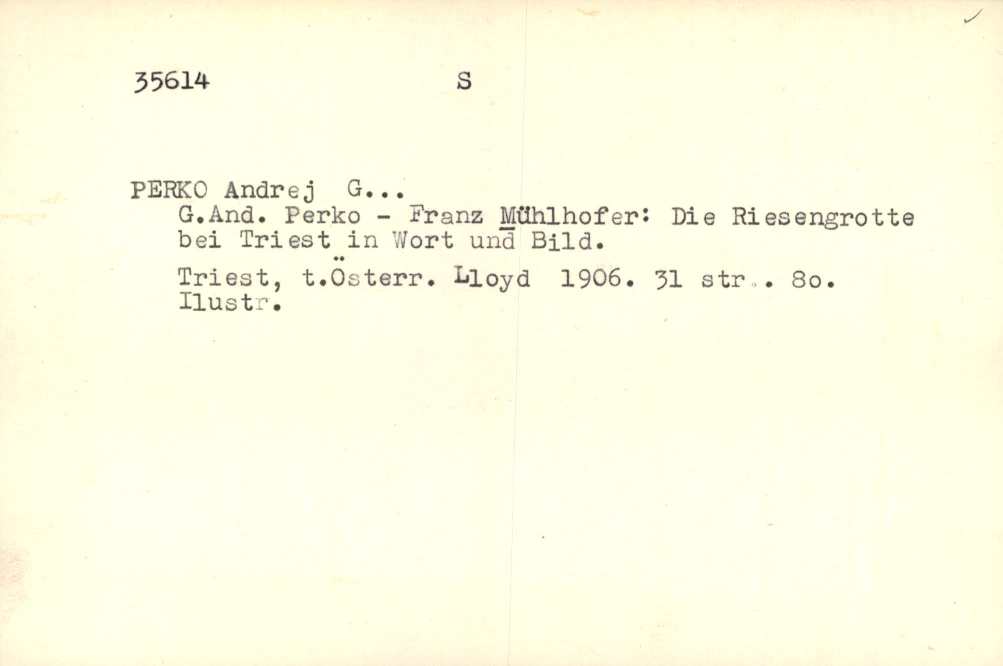 35614 S
PERKO Andrej G...
G.And. Perko - Franz Mühlhofer: Die Riesengrotte
bei Triest in Wort und Bild.
Triest, t.Österr. Lloyd 1906. 31 str.. 8o.
Ilustr.